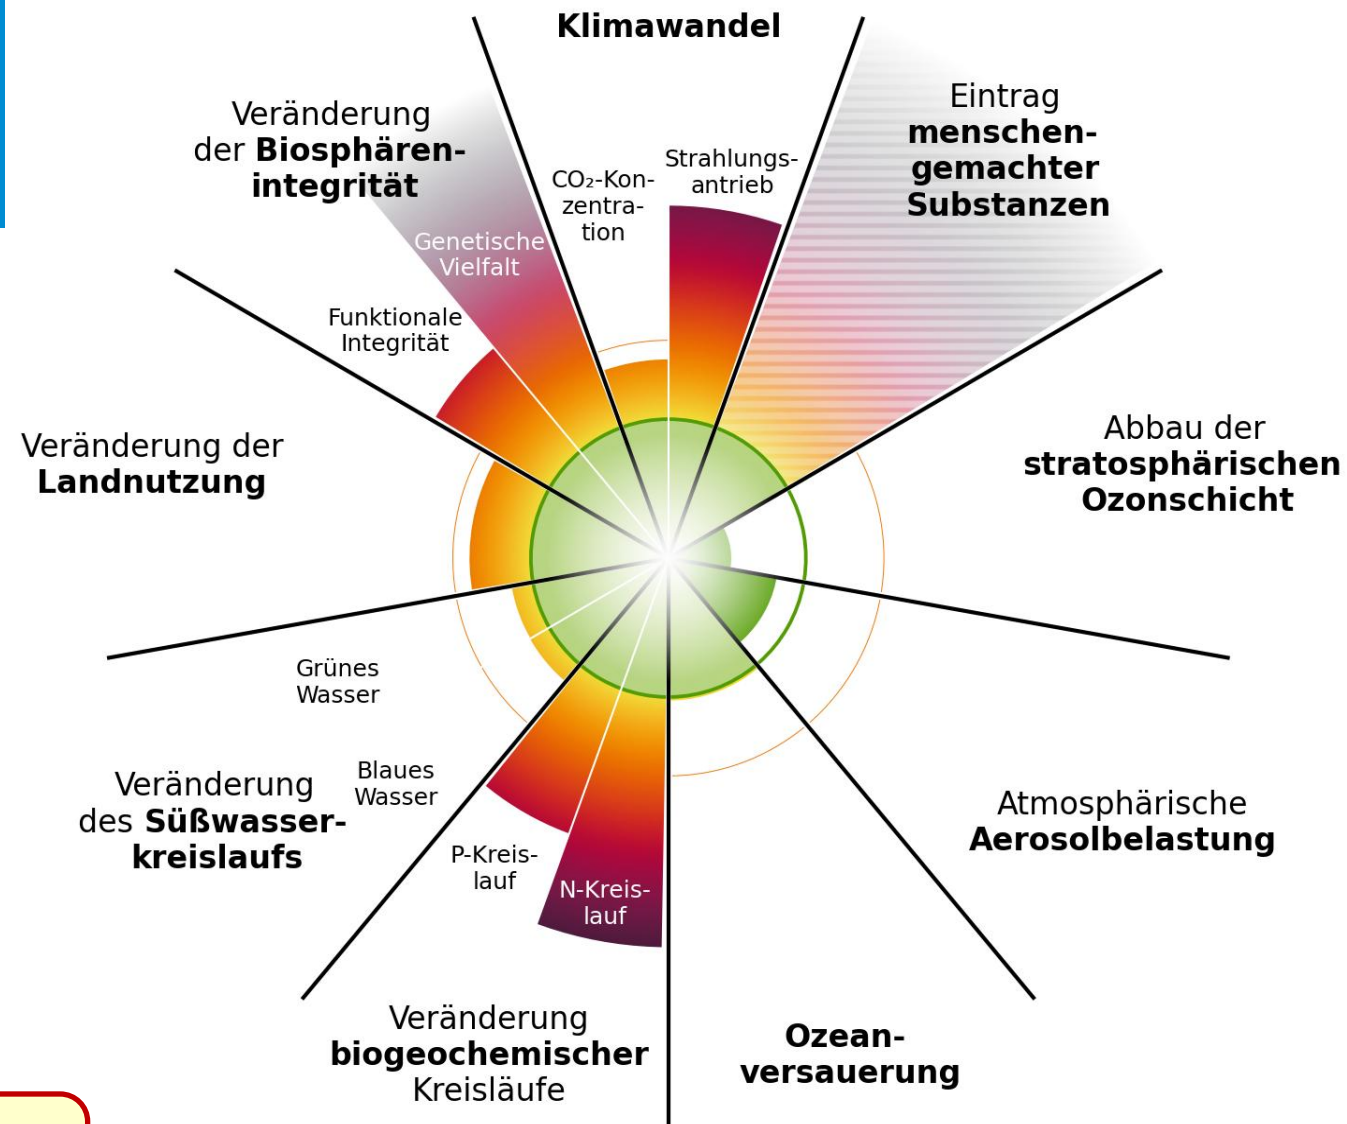 Klimawandel
Veränderung
der Biosphären-
integrität
Eintrag
menschen-
gemachter
Substanzen
CO₂-Kon-
zentra-
tion
Strahlungs-
antrieb
Genetische
Vielfalt
Funktionale
Integrität
Veränderung der
Landnutzung
Abbau der
stratosphärischen
Ozonschicht
Grünes
Wasser
Blaues
Wasser
Veränderung
des Süßwasser-
kreislaufs
Atmosphärische
Aerosolbelastung
P-Kreis-
lauf
N-Kreis-
lauf
Veränderung
biogeochemischer
Kreisläufe
Ozean-
versauerung